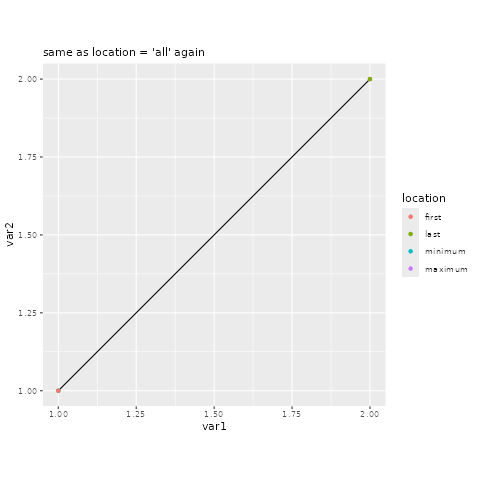 same as location = 'all' again
var2
2.00
1.75
1.50
1.25
1.00
1.00 1.25 1.50 1.75 2.00
var1
location
first
last
minimum
maximum